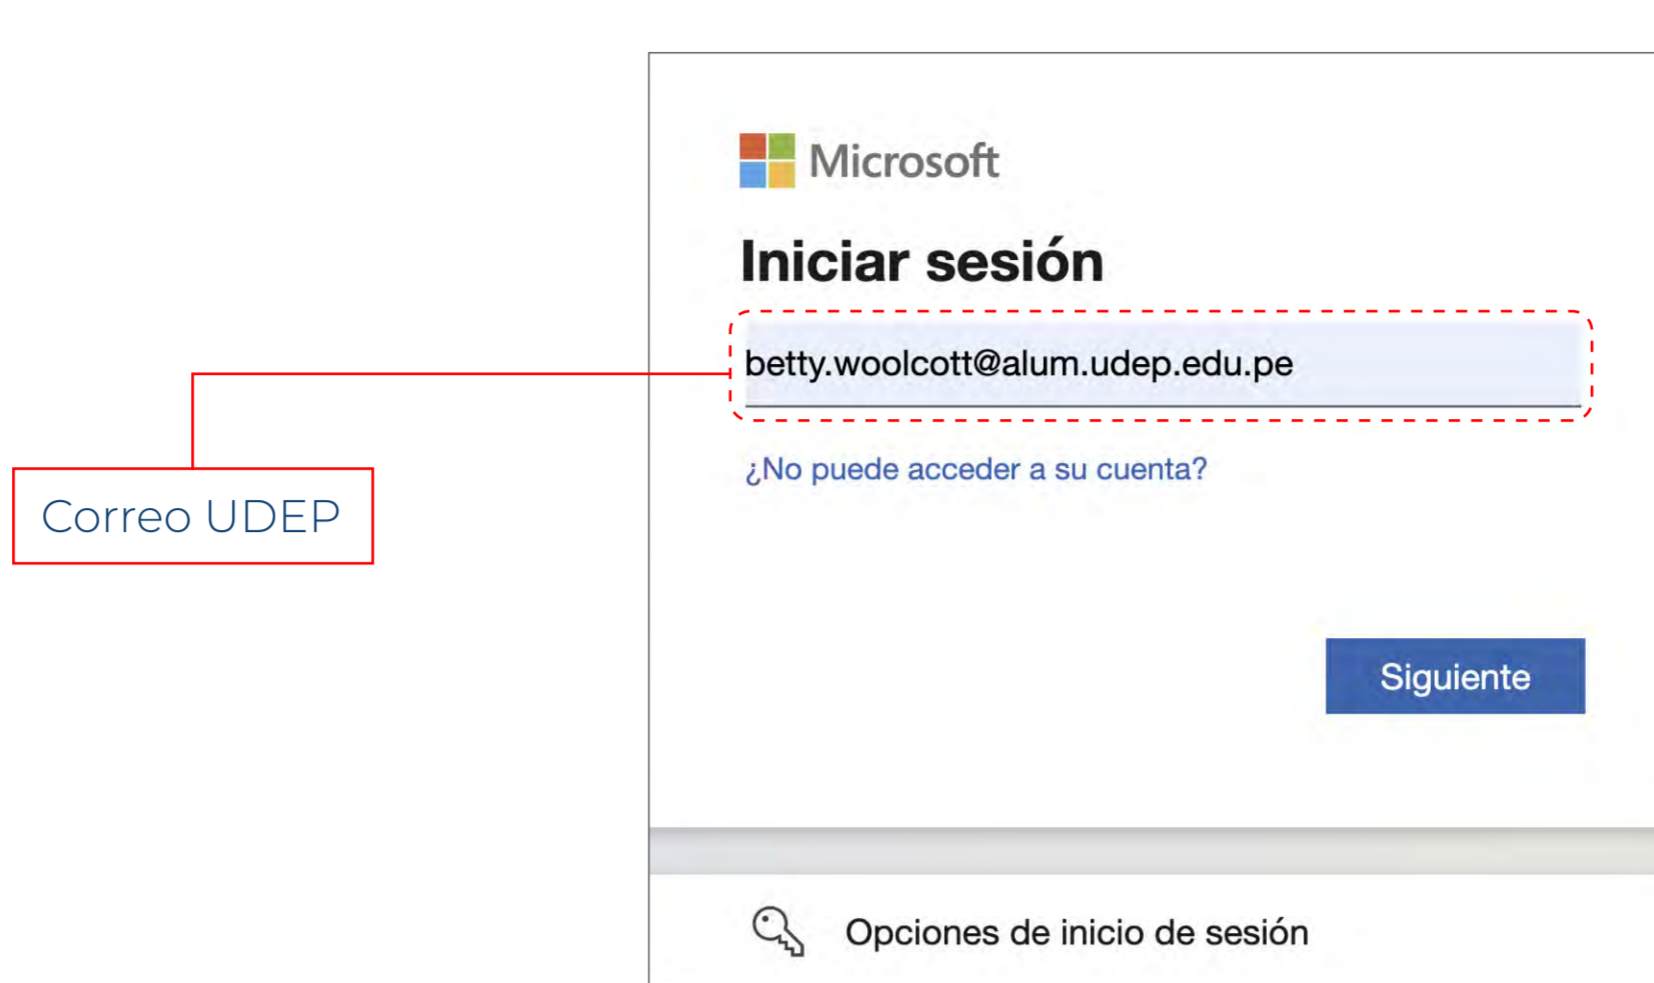 Microsoft
Iniciar sesión
betty.woolcott@alum.udep.edu.pe
¿No puede acceder a su cuenta?
Correo UDEP
Siguiente
Opciones de inicio de sesión